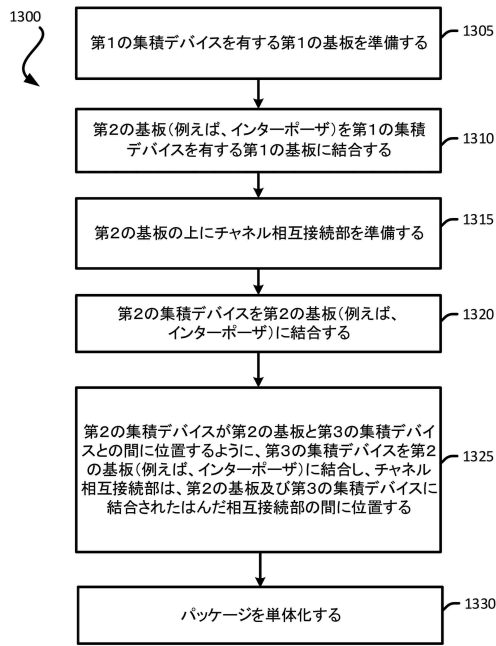 1300
第1の集積デバイスを有する第1の基板を準備する
1305
第2の基板(例えば、インターポーザ)を第1の集積
デバイスを有する第1の基板に結合する
1310
第2の基板の上にチャネル相互接続部を準備する
1315
第2の集積デバイスを第2の基板(例えば、
インターポーザ)に結合する
1320
第2の集積デバイスが第2の基板と第3の集積デバイ
スとの間に位置するように、第3の集積デバイスを第2
の基板(例えば、インターポーザ)に結合し、チャネル
相互接続部は、第2の基板及び第3の集積デバイスに
結合されたはんだ相互接続部の間に位置する
1325
パッケージを単体化する
1330